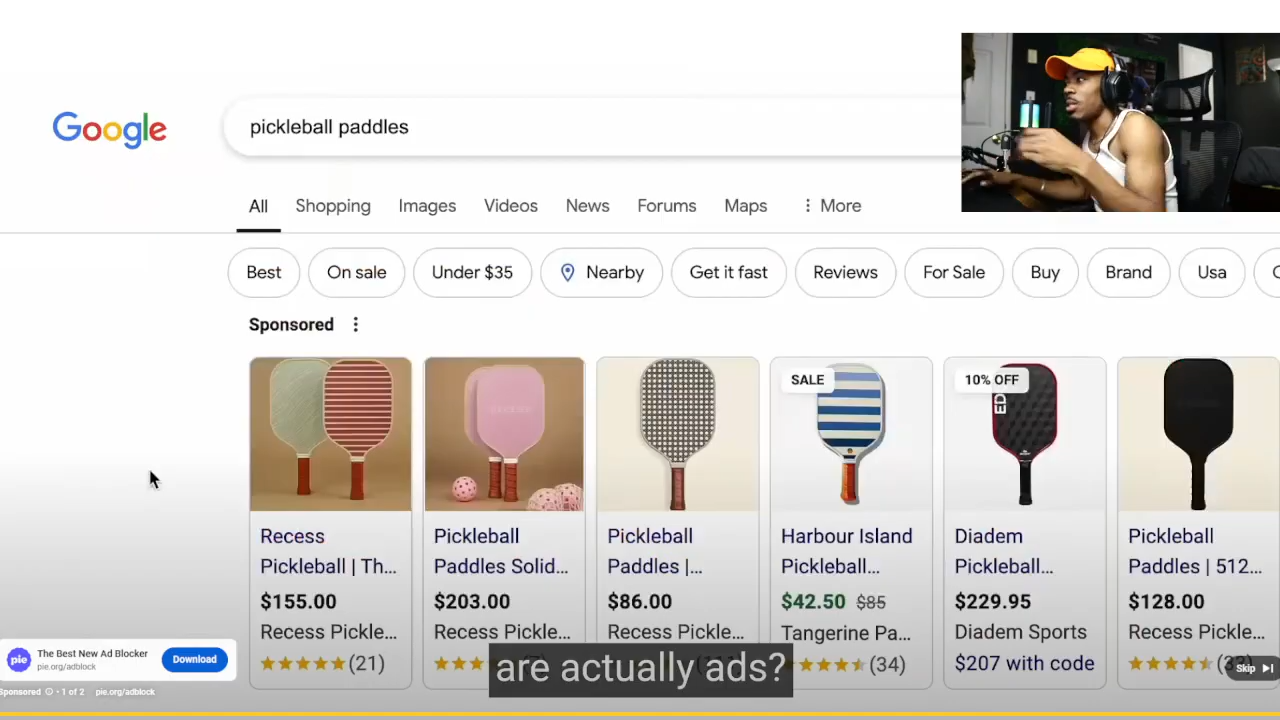 Google
pickleball paddles
All Shopping Images Videos News Forums Maps More
Best On sale Under $35 Nearby Get it fast Reviews For Sale Buy Brand Usa
Sponsored
SALE
10% OFF
Recess
Pickleball | Th...
$155.00
Recess Pickle...
(21)
Pickleball
Paddles Solid...
$203.00
Recess Pickle...
Pickleball
Paddles |...
$86.00
Recess Pickle...
Harbour Island
Pickleball...
$42.50 $85
Tangerine Pa...
(34)
Diadem
Pickleball...
$229.95
Diadem Sports
$207 with code
Pickleball
Paddles | 512...
$128.00
Recess Pickle...
are actually ads?
Skip
pie
The Best New Ad Blocker
pie.org/adblock
Download
Sponsored · 1 of 2 pie.org/adblock